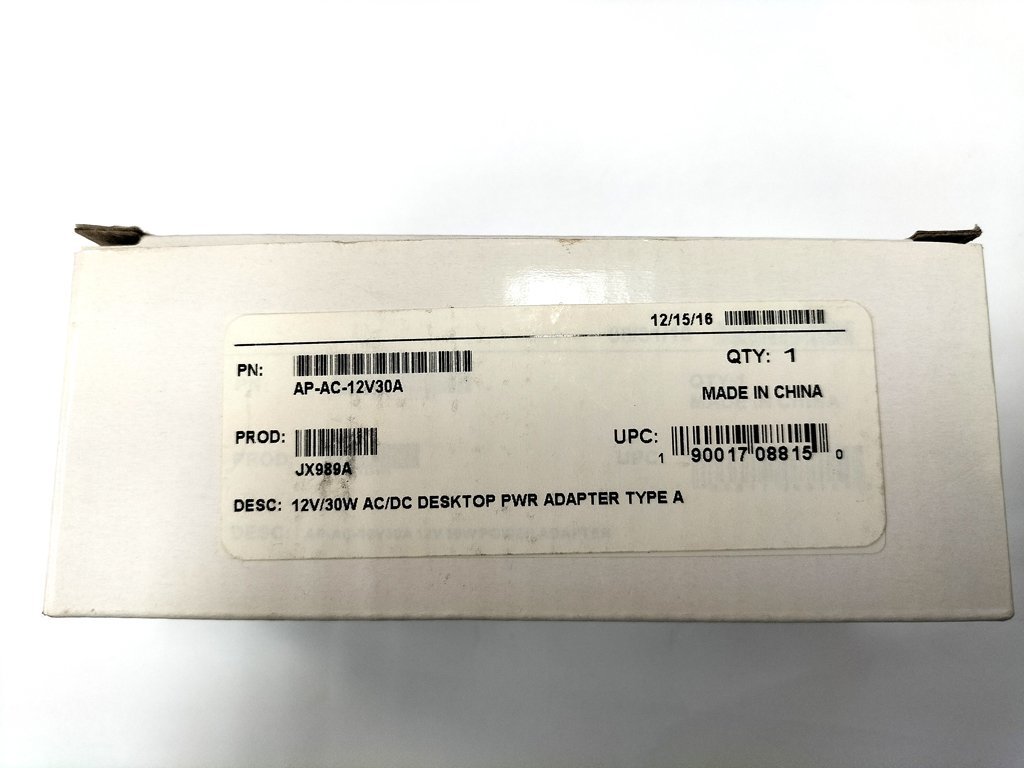 12/15/16
PN:
AP-AC-12V30A
QTY: 1
MADE IN CHINA
PROD:
JX989A
UPC:
1 90017 08815 0
DESC: 12V/30W AC/DC DESKTOP PWR ADAPTER TYPE A